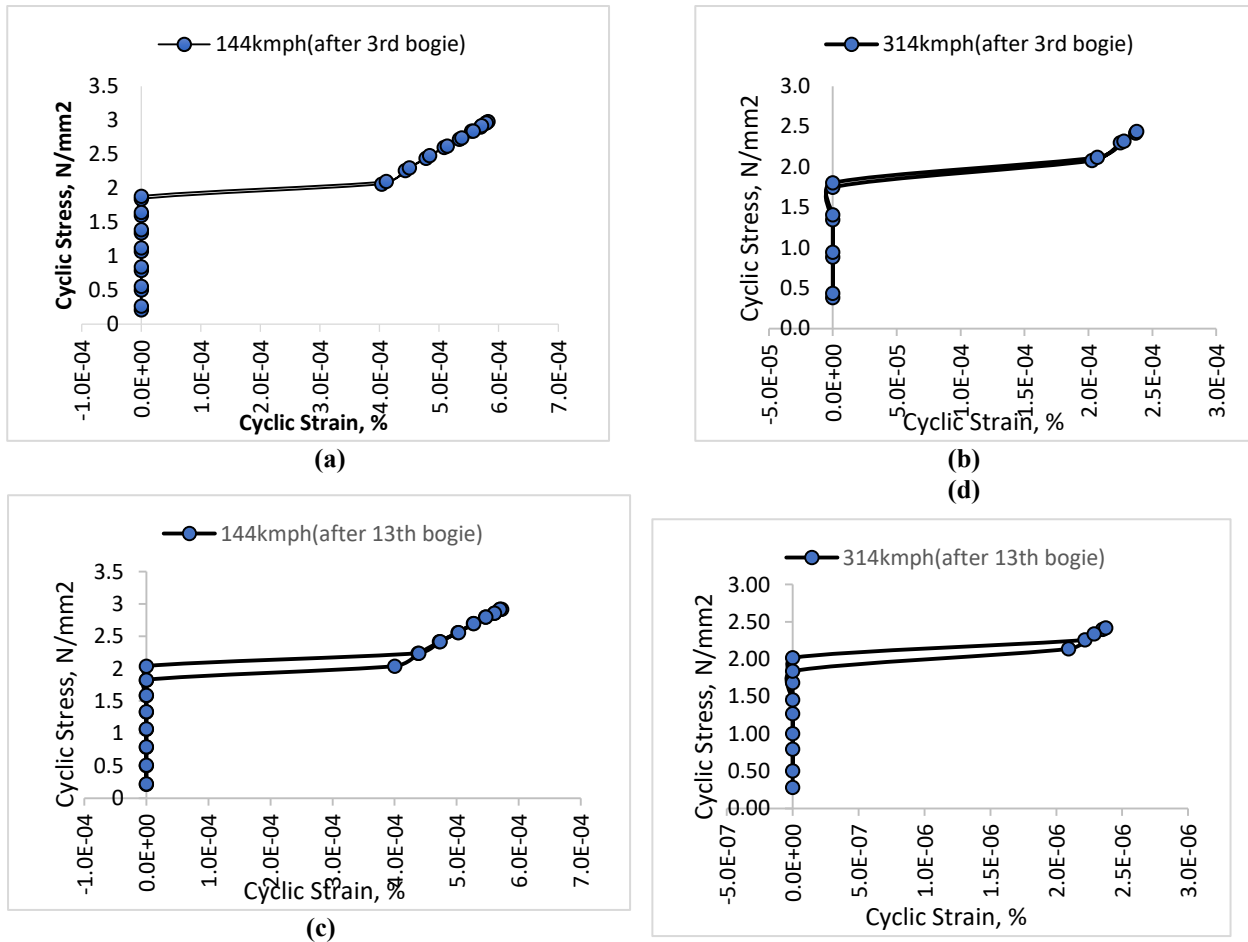 144kmph(after 3rd bogie)
Cyclic Stress, N/mm2
3.5
3
2.5
2
1.5
1
0.5
0
-1.0E-04
0.0E+00
1.0E-04
2.0E-04
3.0E-04
4.0E-04
5.0E-04
6.0E-04
7.0E-04
Cyclic Strain, %
(a)
314kmph(after 3rd bogie)
Cyclic Stress, N/mm2
3.0
2.5
2.0
1.5
1.0
0.5
0.0
-5.0E-05
0.0E+00
5.0E-05
1.0E-04
1.5E-04
2.0E-04
2.5E-04
3.0E-04
Cyclic Strain, %
(b)
(d)
144kmph(after 13th bogie)
Cyclic Stress, N/mm2
3.5
3
2.5
2
1.5
1
0.5
0
-1.0E-04
0.0E+00
1.0E-04
2.0E-04
3.0E-04
4.0E-04
5.0E-04
6.0E-04
7.0E-04
Cyclic Strain, %
(c)
314kmph(after 13th bogie)
Cyclic Stress, N/mm2
3.00
2.50
2.00
1.50
1.00
0.50
0.00
-5.0E-07
0.0E+00
5.0E-07
1.0E-06
1.5E-06
2.0E-06
2.5E-06
3.0E-06
Cyclic Strain, %